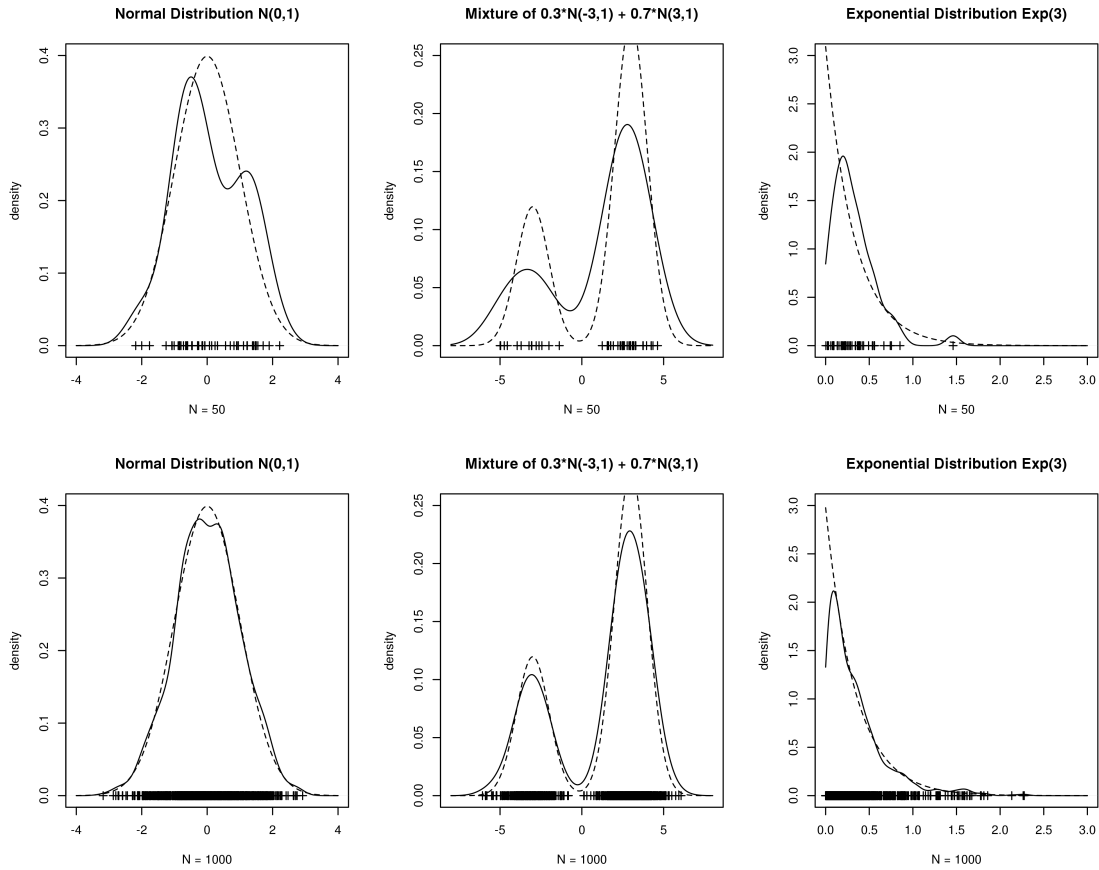 Normal Distribution N(0,1)
density
0.0 0.1 0.2 0.3 0.4
-4 -2 0 2 4
N = 50
Mixture of 0.3*N(-3,1) + 0.7*N(3,1)
density
0.00 0.05 0.10 0.15 0.20 0.25
-5 0 5
N = 50
Exponential Distribution Exp(3)
density
0.0 0.5 1.0 1.5 2.0 2.5 3.0
0.0 0.5 1.0 1.5 2.0 2.5 3.0
N = 50
Normal Distribution N(0,1)
density
0.0 0.1 0.2 0.3 0.4
-4 -2 0 2 4
N = 1000
Mixture of 0.3*N(-3,1) + 0.7*N(3,1)
density
0.00 0.05 0.10 0.15 0.20 0.25
-5 0 5
N = 1000
Exponential Distribution Exp(3)
density
0.0 0.5 1.0 1.5 2.0 2.5 3.0
0.0 0.5 1.0 1.5 2.0 2.5 3.0
N = 1000